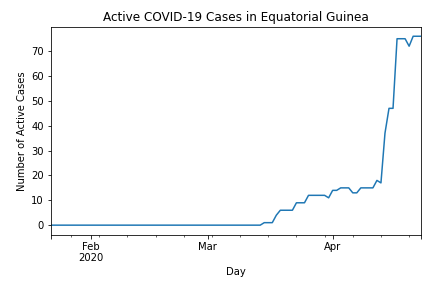 Active COVID-19 Cases in Equatorial Guinea
Number of Active Cases
70
60
50
40
30
20
10
0
Feb
2020
Mar
Apr
Day